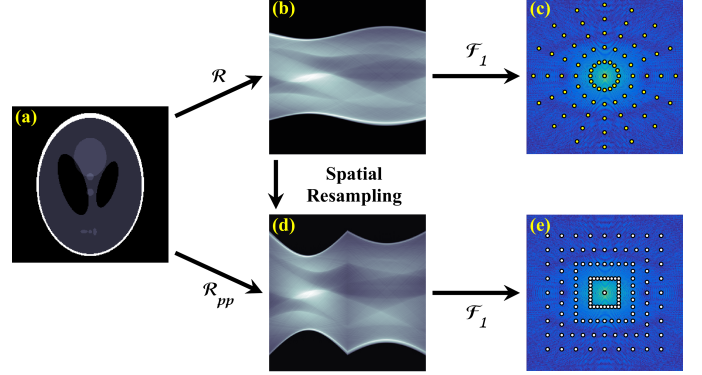 (b)
(c)
R
F1
(a)
Spatial
Resampling
(d)
(e)
Rpp
F1